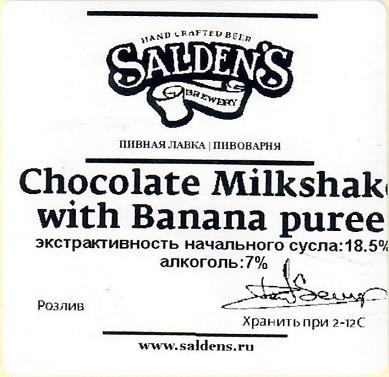 HAND CRAFTED BEER
SALDEN'S
BREWERY
ПИВНАЯ ЛАВКА | ПИВОВАРНЯ
Chocolate Milkshake
with Banana puree
экстрактивность начального сусла:18.5%
алкоголь:7%
Розлив
Хранить при 2-12С
www.saldens.ru